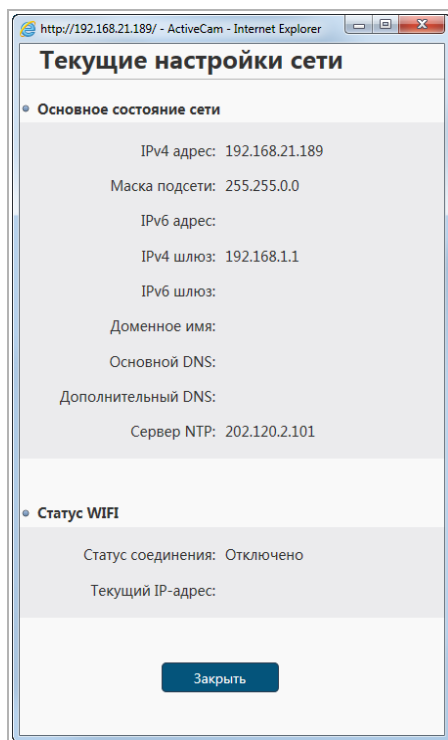 http://192.168.21.189/ - ActiveCam - Internet Explorer
Текущие настройки сети
Основное состояние сети
IPv4 адрес: 192.168.21.189
Маска подсети: 255.255.0.0
IPv6 адрес:
IPv4 шлюз: 192.168.1.1
IPv6 шлюз:
Доменное имя:
Основной DNS:
Дополнительный DNS:
Сервер NTP: 202.120.2.101
Статус WIFI
Статус соединения: Отключено
Текущий IP-адрес:
Закрыть